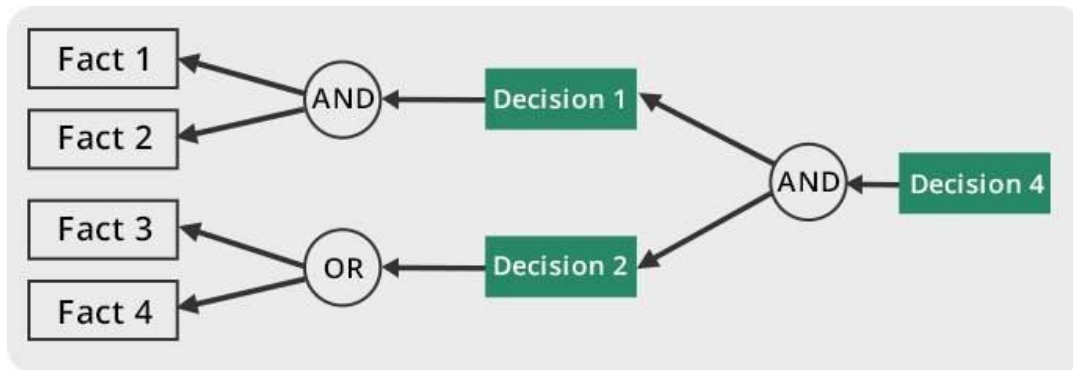 Fact 1
Fact 2
AND
Decision 1
Fact 3
Fact 4
OR
Decision 2
AND
Decision 4